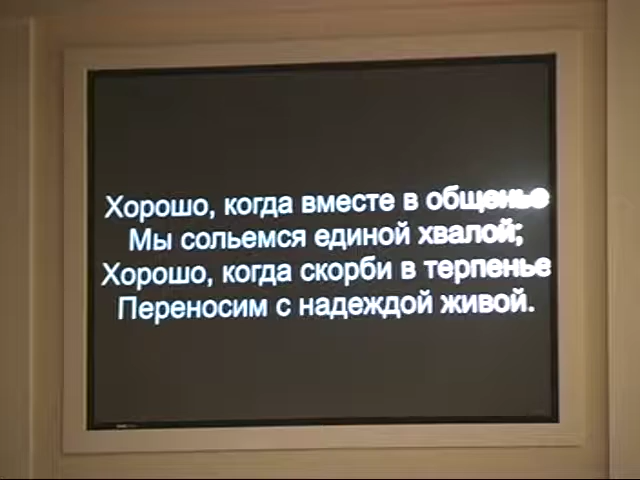 Хорошо, когда вместе в общенье
Мы сольемся единой хвалой;
Хорошо, когда скорби в терпенье
Переносим с надеждой живой.